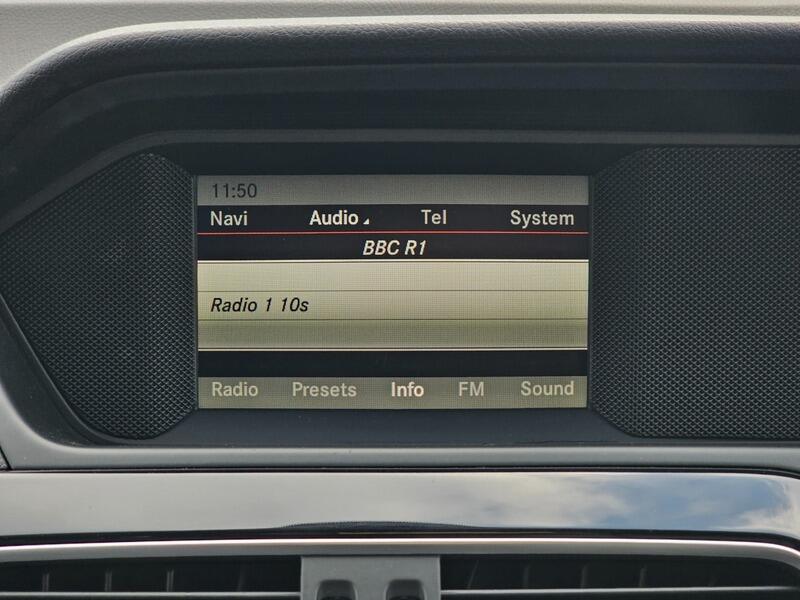 11:50
Navi Audio Tel System
BBC R1
Radio 1 10s
Radio Presets Info FM Sound